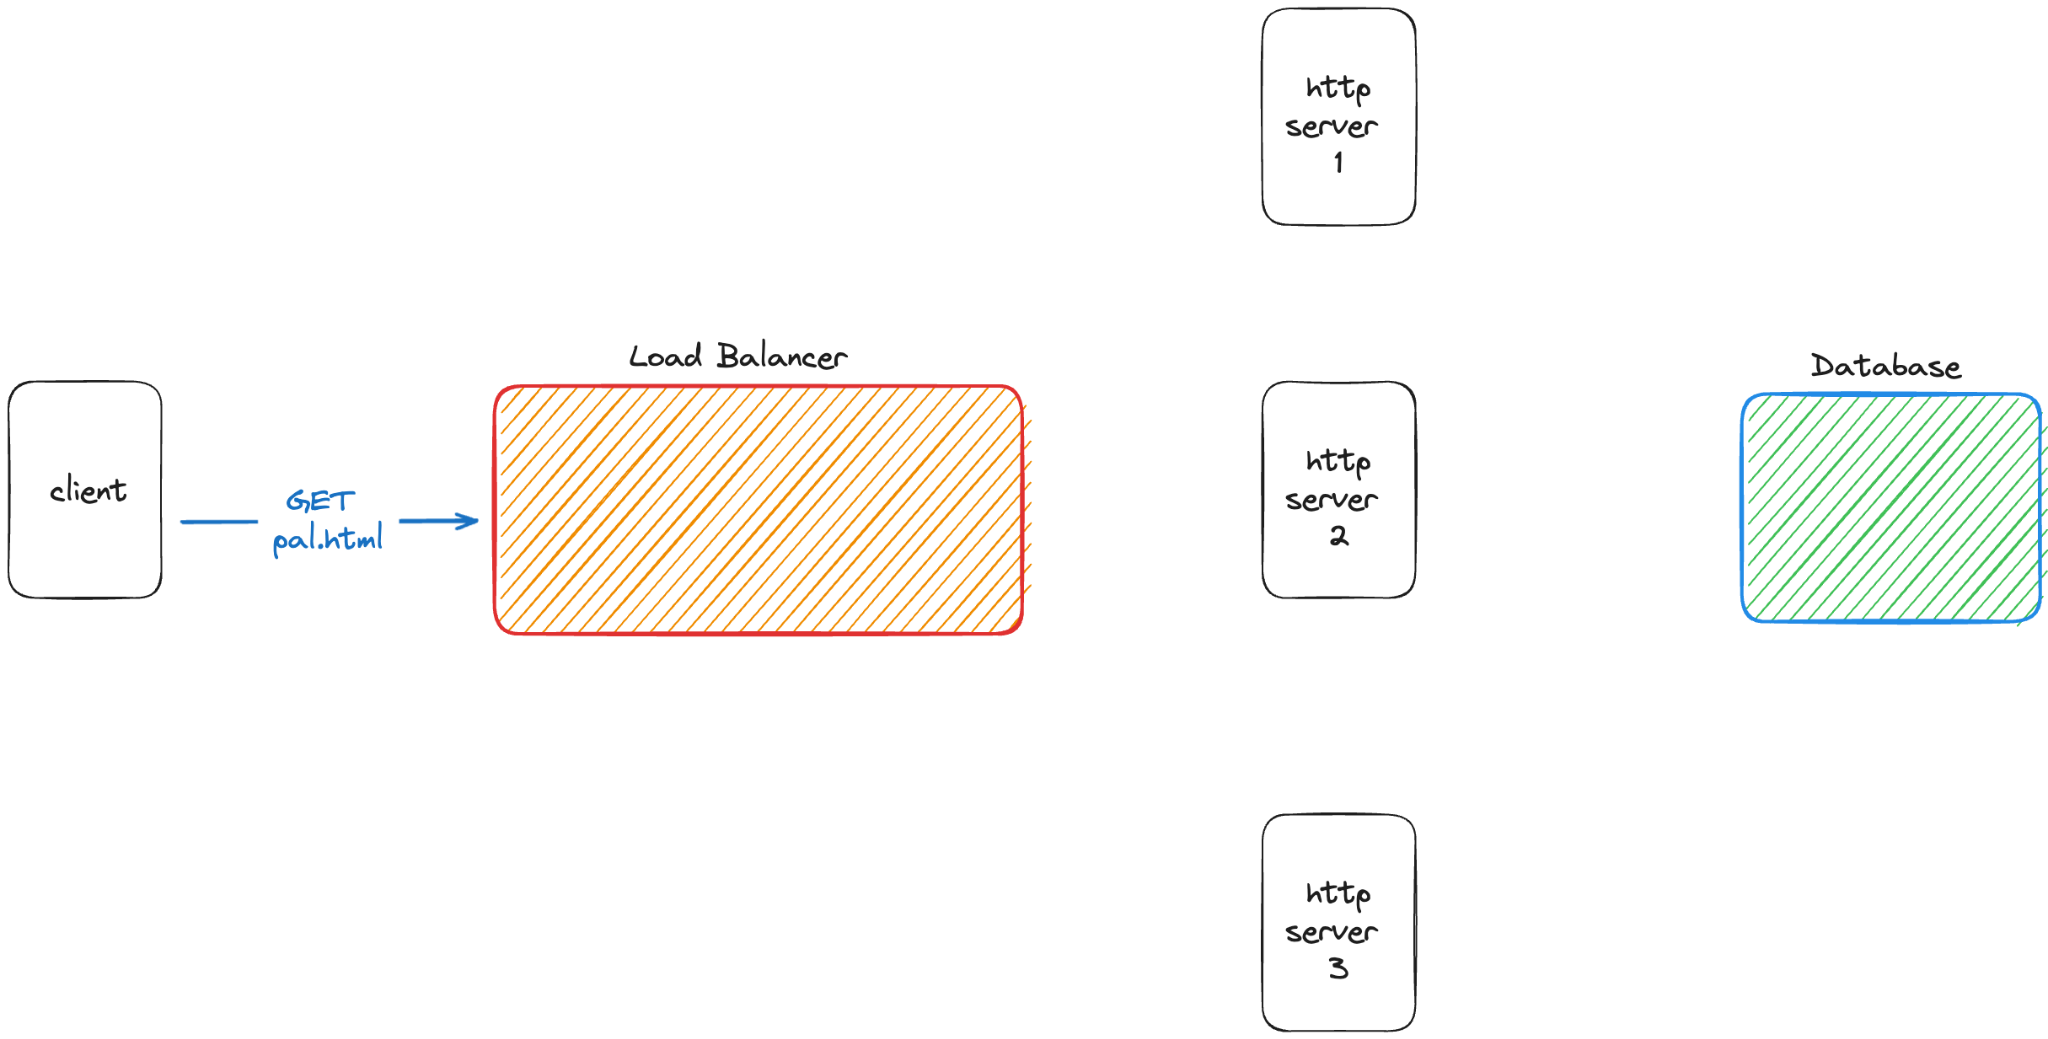 http
server
1
Load Balancer
Database
client
GET
pal.html
http
server
2
http
server
3